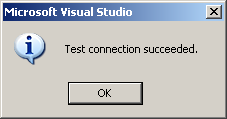 Microsoft Visual Studio
Test connection succeeded.
OK